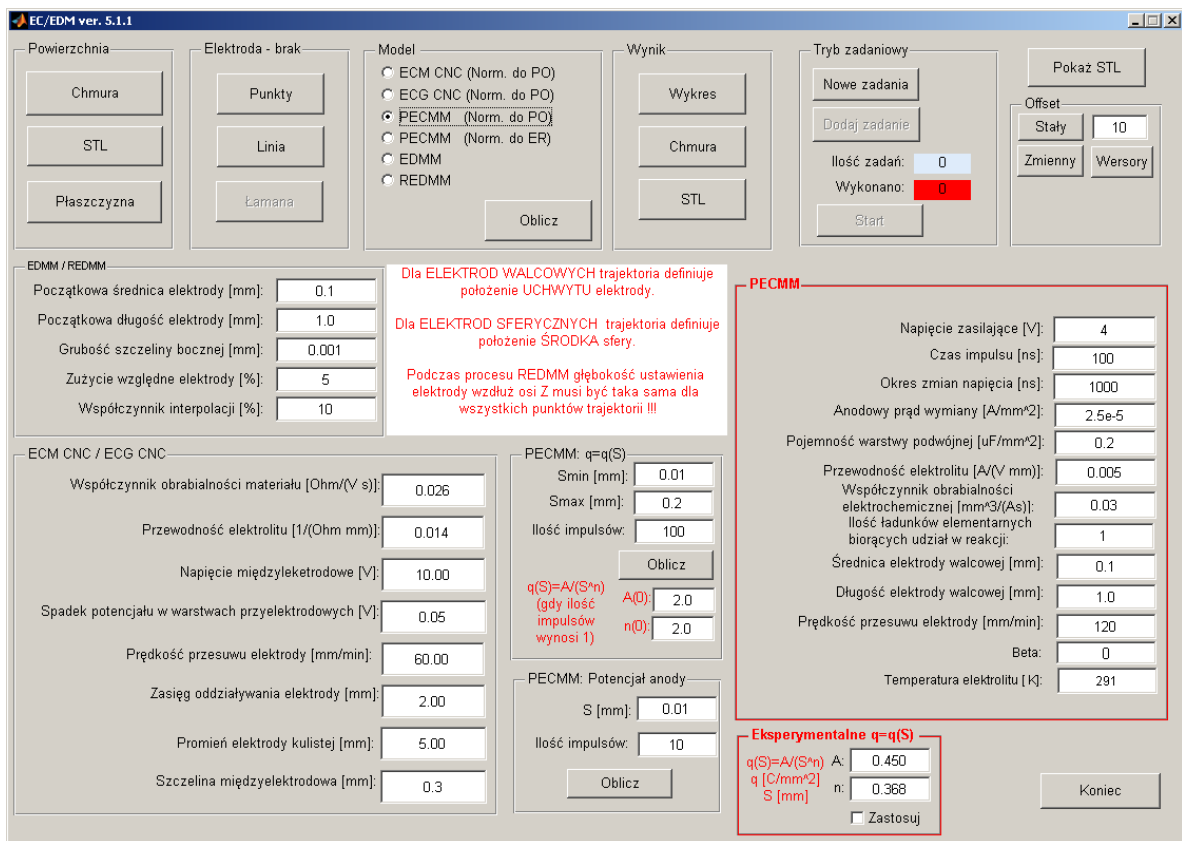 EC/EDM ver. 5.1.1
Powierzchnia
Chmura
STL
Płaszczyzna
Elektroda - brak
Punkty
Linia
Łamana
Model
ECM CNC (Norm. do PO)
ECG CNC (Norm. do PO)
PECMM (Norm. do PO)
PECMM (Norm. do ER)
EDMM
REDMM
Oblicz
Wynik
Wykres
Chmura
STL
Tryb zadaniowy
Nowe zadania
Dodaj zadanie
Ilość zadań: 0
Wykonano: 0
Start
Pokaż STL
Offset
Stały 10
Zmienny Wersory
EDMM / REDMM
Początkowa średnica elektrody [mm]: 0.1
Początkowa długość elektrody [mm]: 1.0
Grubość szczeliny bocznej [mm]: 0.001
Zużycie względne elektrody [%]: 5
Współczynnik interpolacji [%]: 10
Dla ELEKTROD WALCOWYCH trajektoria definiuje
położenie UCHWYTU elektrody.
Dla ELEKTROD SFERYCZNYCH trajektoria definiuje
położenie ŚRODKA sfery.
Podczas procesu REDMM głębokość ustawienia
elektrody wzdłuż osi Z musi być taka sama dla
wszystkich punktów trajektorii !!!
ECM CNC / ECG CNC
Współczynnik obrabialności materiału [Ohm/(V s)]: 0.026
Przewodność elektrolitu [1/(Ohm mm)]: 0.014
Napięcie międzyleketrodowe [V]: 10.00
Spadek potencjału w warstwach przyelektrodowych [V]: 0.05
Prędkość przesuwu elektrody [mm/min]: 60.00
Zasięg oddziaływania elektrody [mm]: 2.00
Promień elektrody kulistej [mm]: 5.00
Szczelina międzyelektrodowa [mm]: 0.3
PECMM: q=q(S)
Smin [mm]: 0.01
Smax [mm]: 0.2
Ilość impulsów: 100
Oblicz
q(S)=A/(S^n)
(gdy ilość
impulsów
wynosi 1)
A(0): 2.0
n(0): 2.0
PECMM: Potencjał anody
S [mm]: 0.01
Ilość impulsów: 10
Oblicz
PECMM
Napięcie zasilające [V]: 4
Czas impulsu [ns]: 100
Okres zmian napięcia [ns]: 1000
Anodowy prąd wymiany [A/mm^2]: 2.5e-5
Pojemność warstwy podwójnej [uF/mm^2]: 0.2
Przewodność elektrolitu [A/(V mm)]: 0.005
Współczynnik obrabialności
elektrochemicznej [mm^3/(As)]: 0.03
Ilość ładunków elementarnych
biorących udział w reakcji: 1
Średnica elektrody walcowej [mm]: 0.1
Długość elektrody walcowej [mm]: 1.0
Prędkość przesuwu elektrody [mm/min]: 120
Beta: 0
Temperatura elektrolitu [ K]: 291
Eksperymentalne q=q(S)
q(S)=A/(S^n) A: 0.450
q [C/mm^2]
S [mm]
n: 0.368
Zastosuj
Koniec